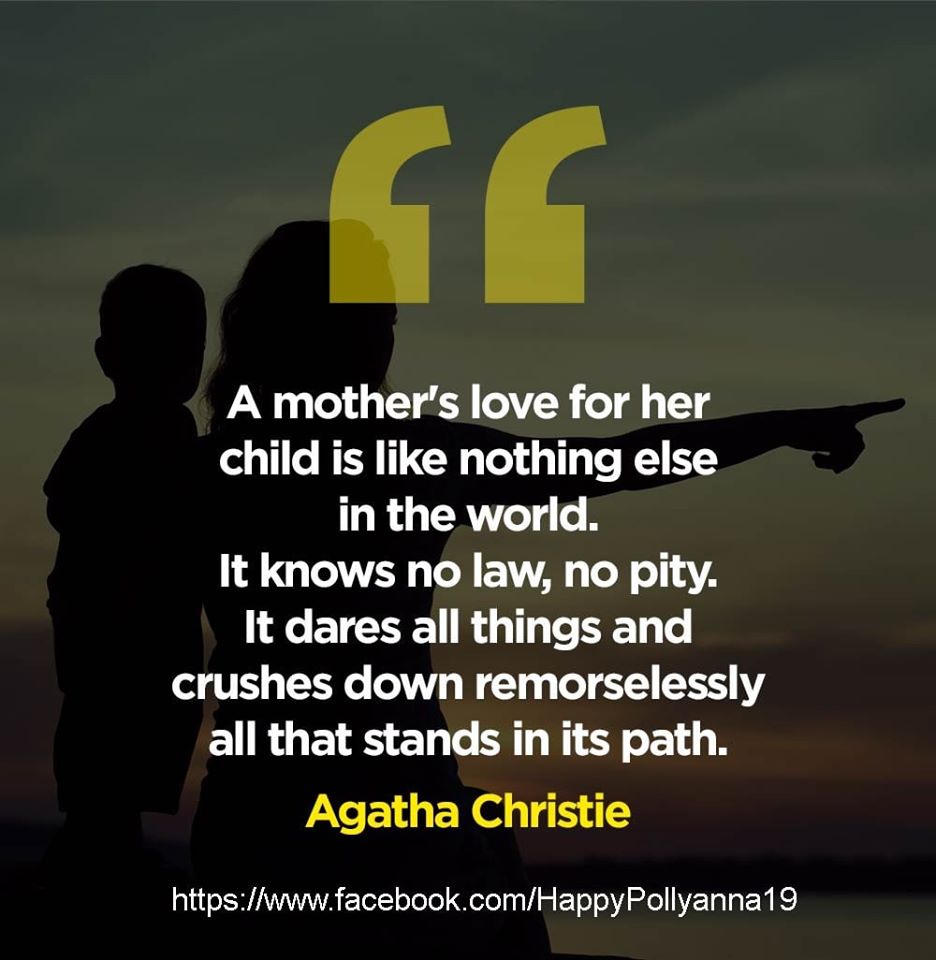 “
A mother's love for her
child is like nothing else
in the world.
It knows no law, no pity.
It dares all things and
crushes down remorselessly
all that stands in its path.
Agatha Christie
https://www.facebook.com/HappyPollyanna19